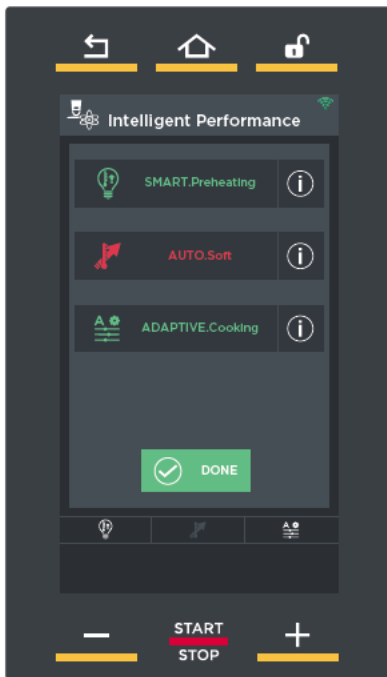 Intelligent Performance
SMART.Preheating
AUTO.Soft
ADAPTIVE.Cooking
DONE
START
STOP